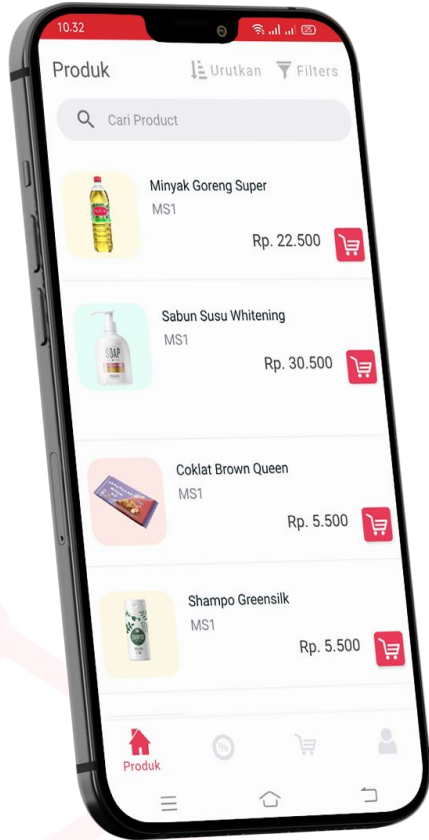 10.32
Produk
Urutkan
Filters
Cari Product
Minyak Goreng Super
MS1
Rp. 22.500
Sabun Susu Whitening
MS1
SOAP
Rp. 30.500
Coklat Brown Queen
MS1
Rp. 5.500
Shampo Greensilk
MS1
Rp. 5.500
%
Produk